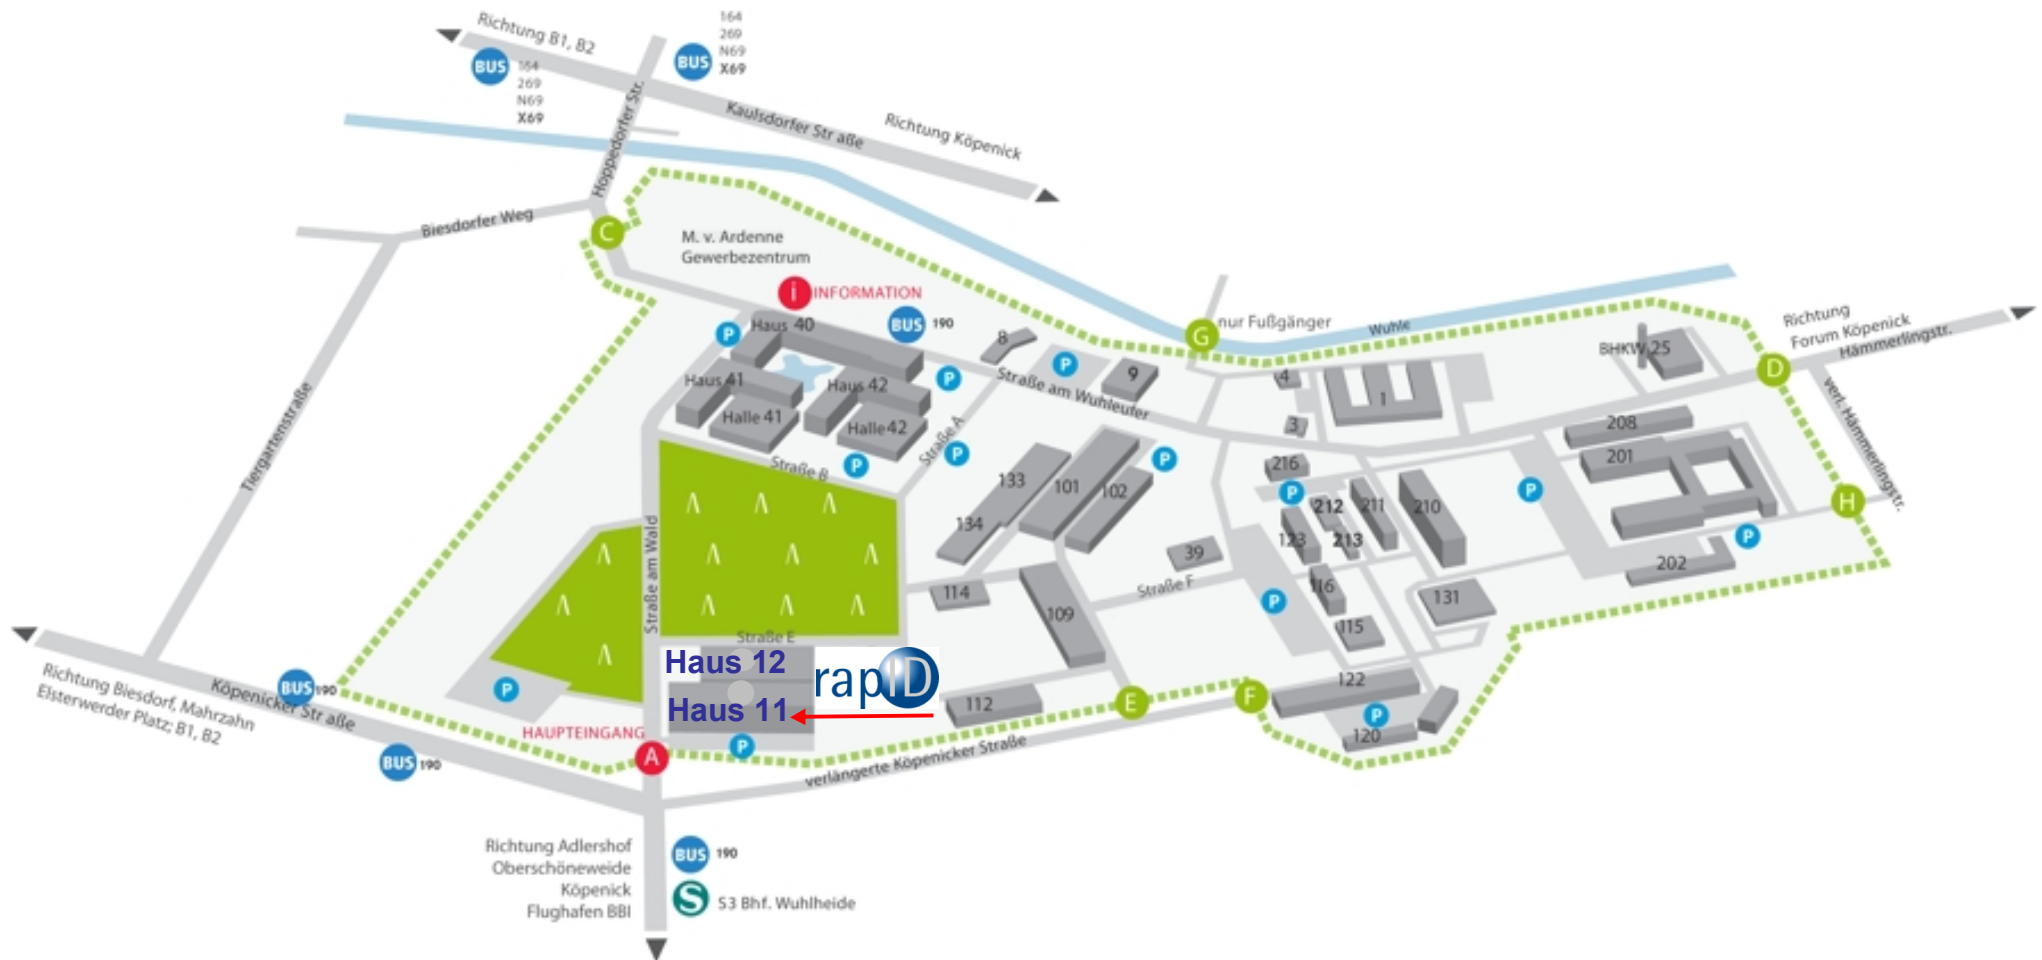 Richtung B1, B2
BUS
164
269
N69
X69
BUS
164
269
N69
X69
Hoppedorfer Str.
Kaulsdorfer Str aße
Richtung Köpenick
Biesdorfer Weg
C
M. v. Ardenne
Gewerbezentrum
i INFORMATION
BUS 190
P
Haus 40
Haus 41
Haus 42
Halle 41
Halle 42
P
P
P
8
P
9
Straße am Wuhleufer
Straße A
Straße B
G
nur Fußgänger
Wuhle
4
1
3
BHKW 25
D
Richtung
Forum Köpenick
Hämmerlingstr.
verl. Hämmerlingstr.
208
201
202
P
P
H
216
P
212
211
210
123
213
116
115
131
P
133
134
101
102
P
39
Straße F
114
109
112
Tiergartenstraße
Straße am Wald
Straße E
Haus 12
Haus 11
rapID
P
P
HAUPTEINGANG
A
E
F
122
P
120
verlängerte Köpenicker Straße
BUS 190
Köpenicker Str aße
Richtung Biesdorf, Mahrzahn
Elsterwerder Platz; B1, B2
BUS 190
Richtung Adlershof
Oberschöneweide
Köpenick
Flughafen BBI
BUS 190
S S3 Bhf. Wuhlheide